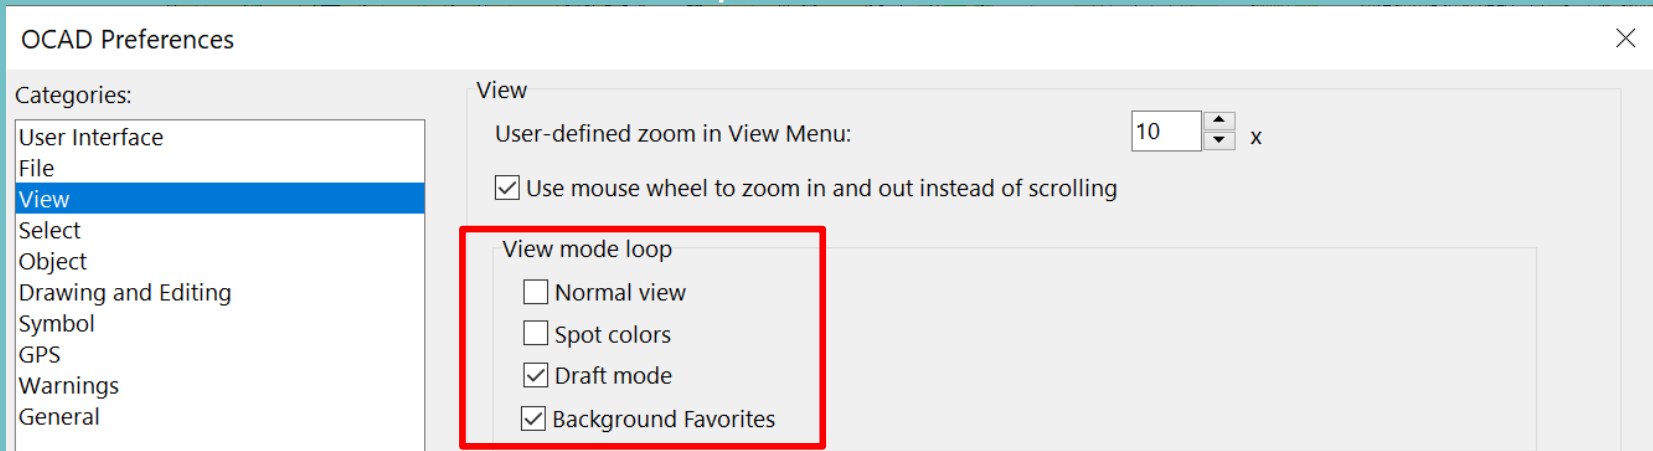 OCAD Preferences
Categories:
User Interface
File
View
Select
Object
Drawing and Editing
Symbol
GPS
Warnings
General
View
User-defined zoom in View Menu:
10
x
Use mouse wheel to zoom in and out instead of scrolling
View mode loop
Normal view
Spot colors
Draft mode
Background Favorites